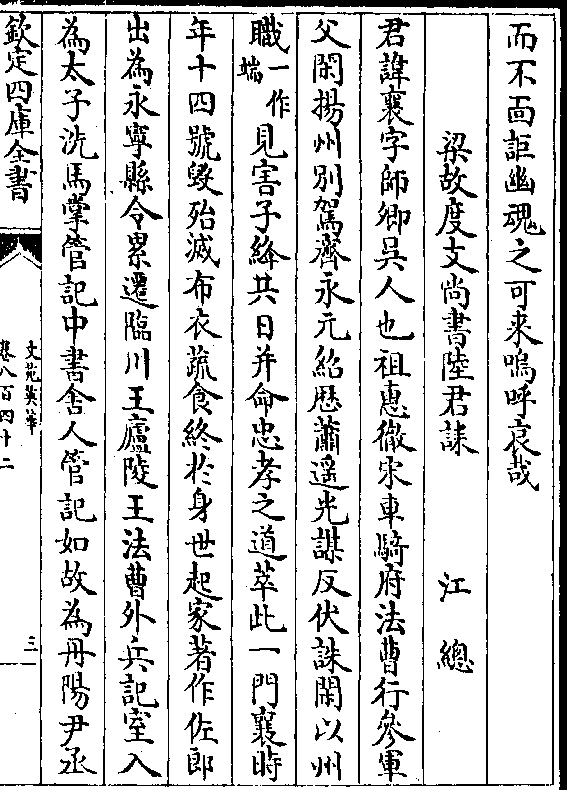 而不面詎幽魂之可来嗚呼哀哉
梁故度支尚書陸君誄　江總
君諱襄字師卿吳人也祖惠徹宋車騎府法曹行參軍
父閑揚州別駕齊永元紹歴蕭遥光謀反伏誅閑以州
職一作端見害子絳共日并命忠孝之道萃此一門襄時
年十四號毀殆滅布衣蔬食終於身世起家著作佐郎
出為永寧縣令累遷臨川王廬陵王法曹外兵記室入
為太子洗馬掌管記中書舍人管記如故為丹陽尹丞
欽定四庫全書
文苑英華
卷八百四十二
三